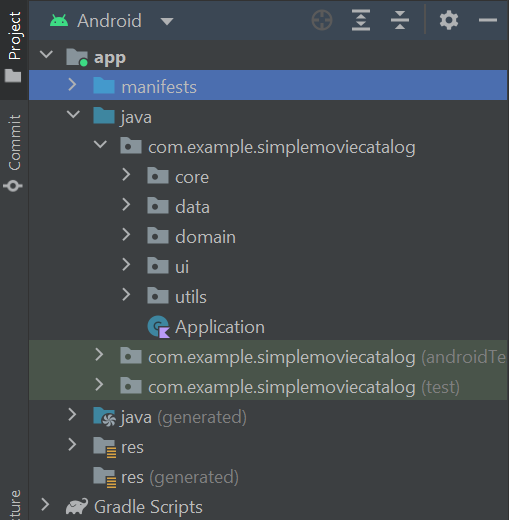 Project
Commit
cture
Android
app
manifests
java
com.example.simplemoviecatalog
core
data
domain
ui
utils
Application
com.example.simplemoviecatalog (androidTe
com.example.simplemoviecatalog (test)
java (generated)
res
res (generated)
Gradle Scripts